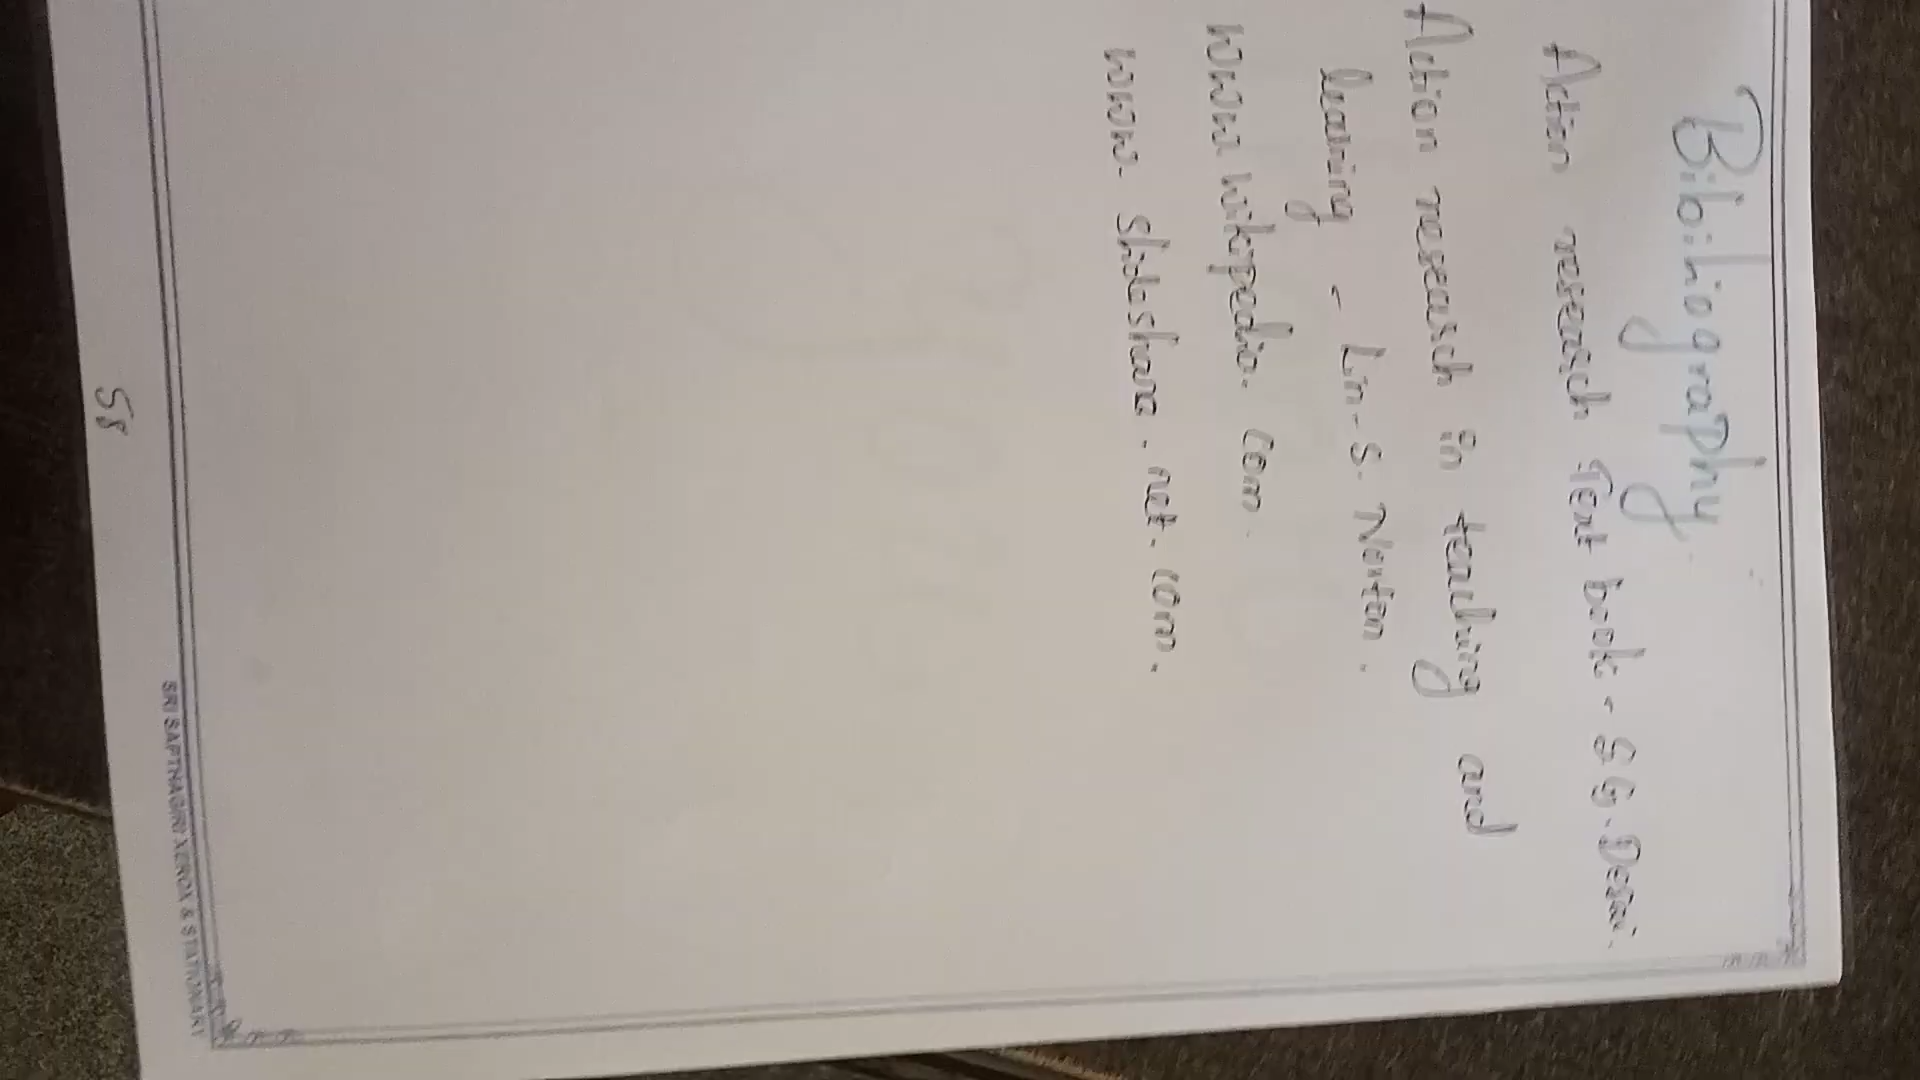 Bibiliography.
Action research Text book - S G. Desai.
Action research in teaching and
learning - Lin-S. Norton.
www.wikipedia.com.
www.slideshare.net.com.
58
SRI SAPTHAGIRI XEROX & STATIONARY